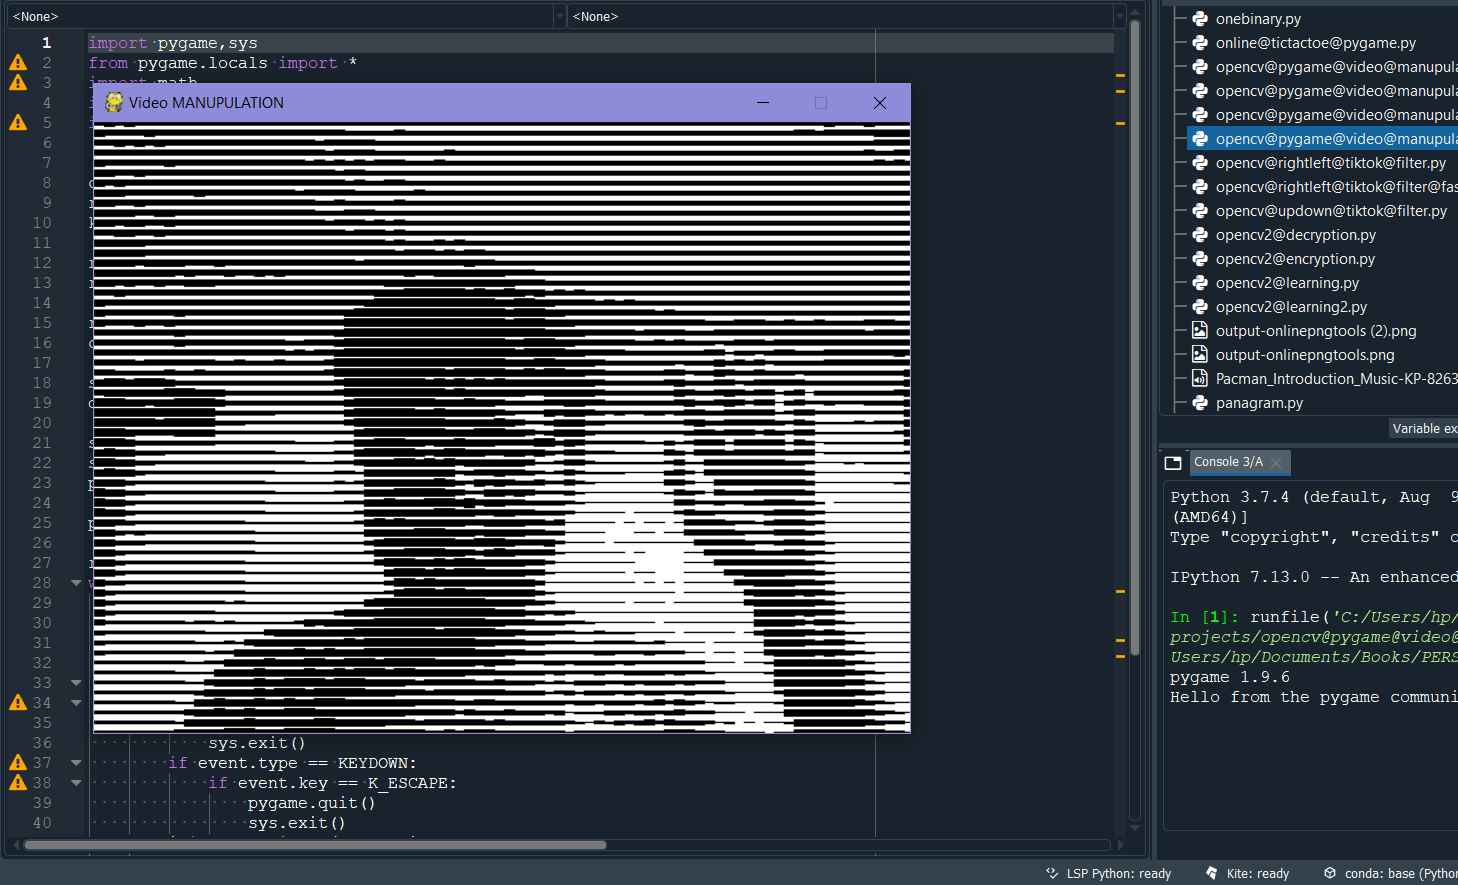 <None>
<None>
1 import pygame,sys
2 from pygame.locals import *
3 import math
4
5
6
7
8
9
10
11
12
13
14
15
16
17
18
19
20
21
22
23
24
25
26
27
28
29
30
31
32
33
34
35
36 sys.exit()
37 if event.type == KEYDOWN:
38 if event.key == K_ESCAPE:
39 pygame.quit()
40 sys.exit()
Video MANUPULATION
onebinary.py
online@tictactoe@pygame.py
opencv@pygame@video@manupula
opencv@pygame@video@manupula
opencv@pygame@video@manupula
opencv@pygame@video@manupula
opencv@rightleft@tiktok@filter.py
opencv@rightleft@tiktok@filter@fas
opencv@updown@tiktok@filter.py
opencv2@decryption.py
opencv2@encryption.py
opencv2@learning.py
opencv2@learning2.py
output-onlinepngtools (2).png
output-onlinepngtools.png
Pacman_Introduction_Music-KP-8263
panagram.py
Variable ex
Console 3/A
Python 3.7.4 (default, Aug 9
(AMD64)]
Type "copyright", "credits" o
IPython 7.13.0 -- An enhanced
In [1]: runfile('C:/Users/hp/
projects/opencv@pygame@video@
Users/hp/Documents/Books/PERS
pygame 1.9.6
Hello from the pygame communi
LSP Python: ready
Kite: ready
conda: base (Python